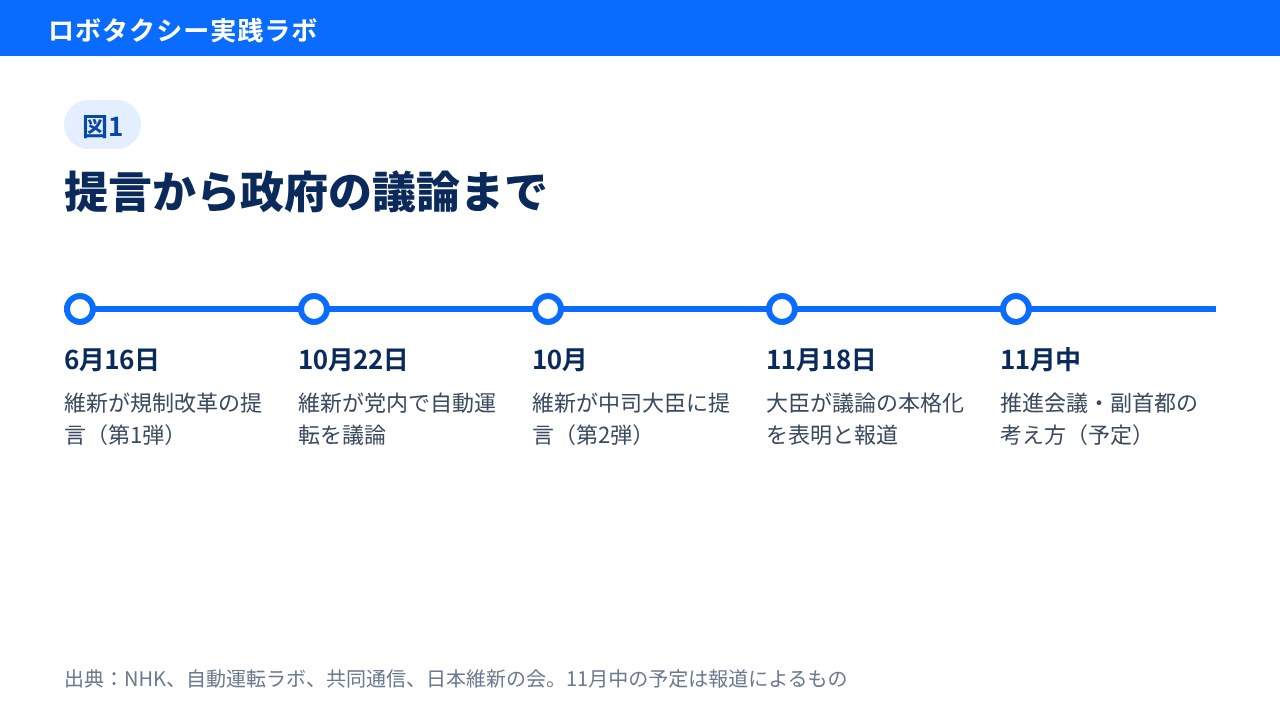 ロボタクシー実践ラボ
図1
提言から政府の議論まで
6月16日
維新が規制改革の提
言（第1弾）
10月22日
維新が党内で自動運
転を議論
10月
維新が中司大臣に提
言（第2弾）
11月18日
大臣が議論の本格化
を表明と報道
11月中
推進会議・副首都の
考え方（予定）
出典：NHK、自動運転ラボ、共同通信、日本維新の会。11月中の予定は報道によるもの